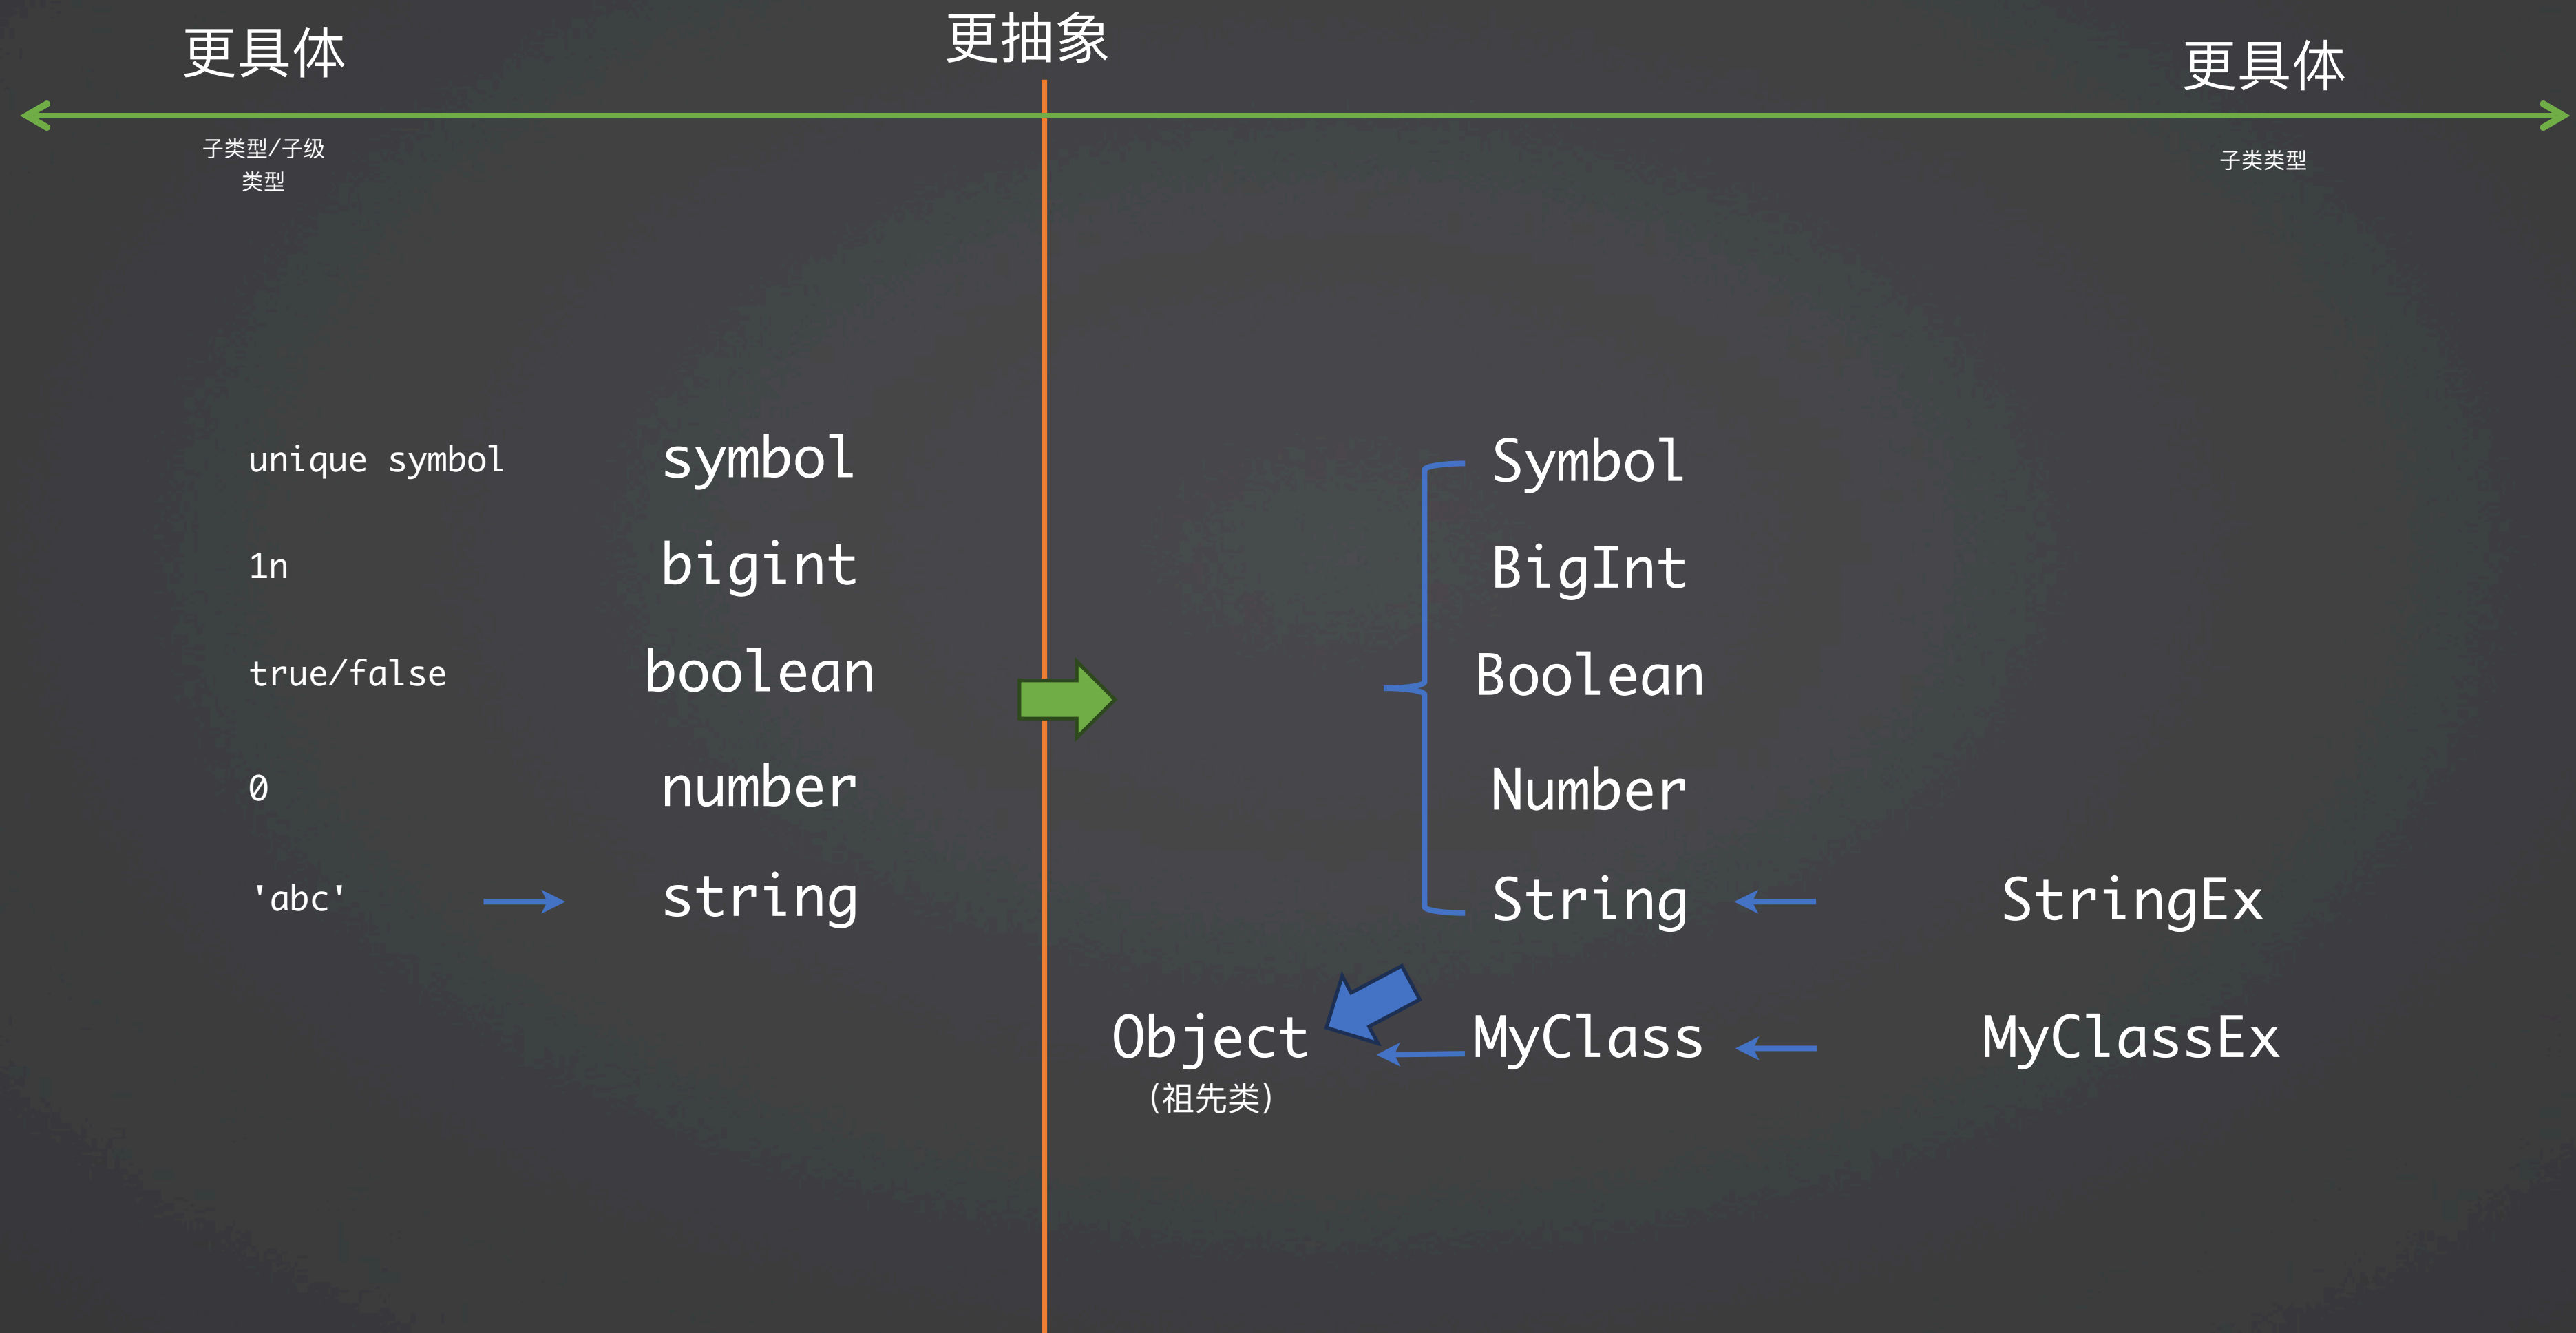 更具体
更抽象
更具体
子类型/子级
类型
子类类型
unique symbol
symbol
Symbol
1n
bigint
BigInt
true/false
boolean
Boolean
0
number
Number
'abc'
string
String
StringEx
Object
MyClass
MyClassEx
(祖先类)